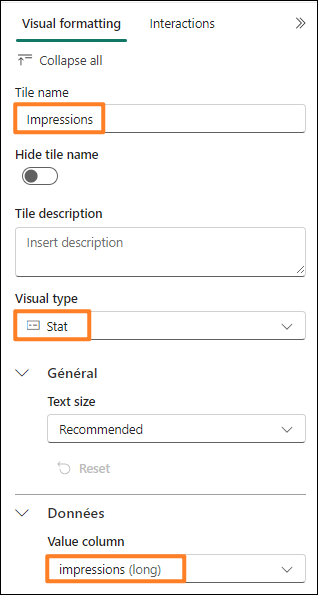 Visual formatting Interactions
Collapse all
Tile name
Impressions
Hide tile name
Tile description
Insert description
Visual type
Stat
Général
Text size
Recommended
Reset
Données
Value column
impressions (long)